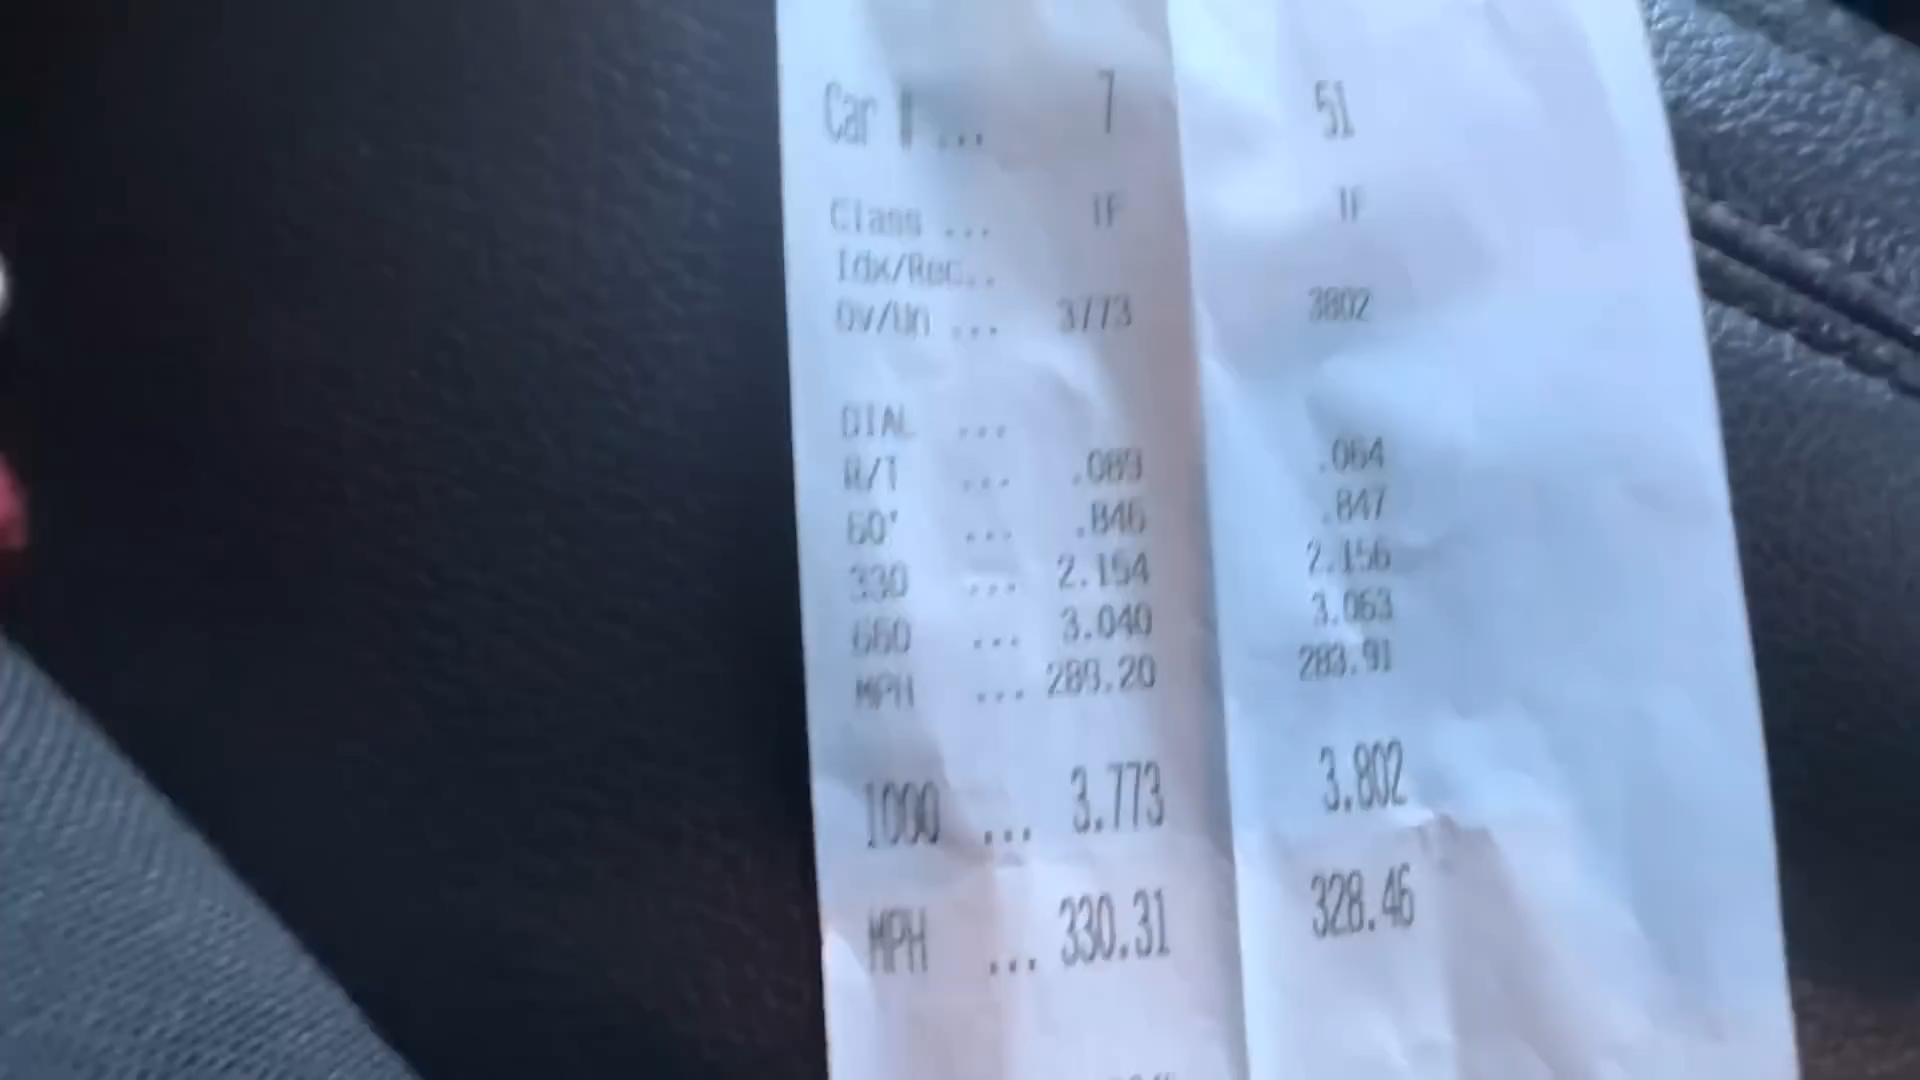 Car # ... 7 51
Class ... TF TF
Idx/Rec..
Ov/Un ... 3773 3802
DIAL ...
R/T ... .089 .064
60' ... .846 .847
330 ... 2.154 2.156
660 ... 3.040 3.063
MPH ... 289.20 283.91
1000 ... 3.773 3.802
MPH ... 330.31 328.46